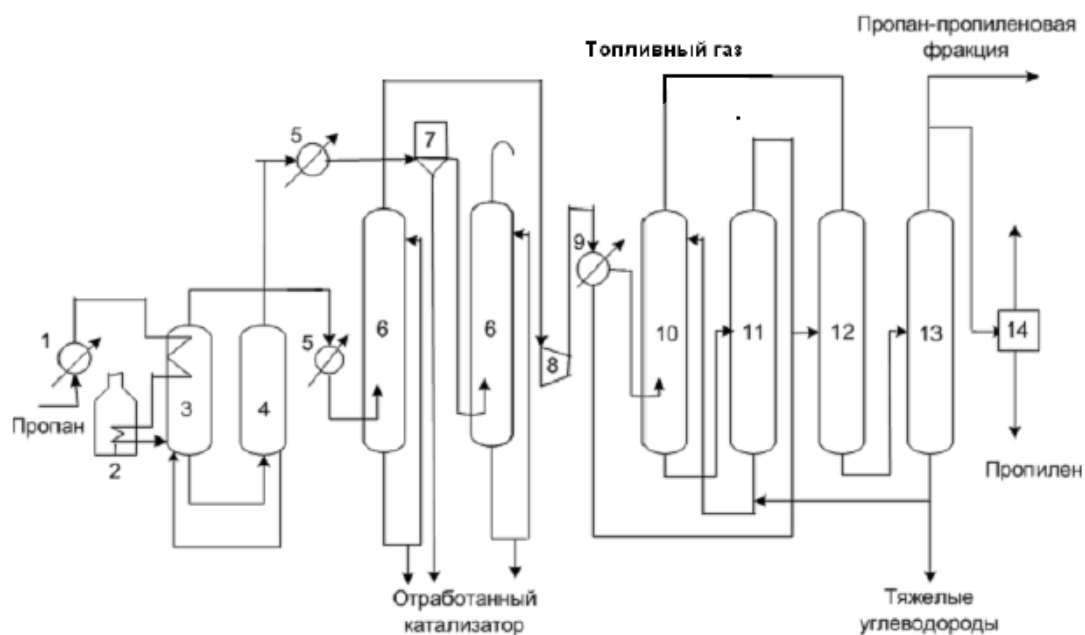 Пропан-пропиленовая
фракция
Топливный газ
5
7
9
1
6
6
10
11
12
13
14
5
8
3
4
Пропан
2
Пропилен
Отработанный
катализатор
Тяжелые
углеводороды